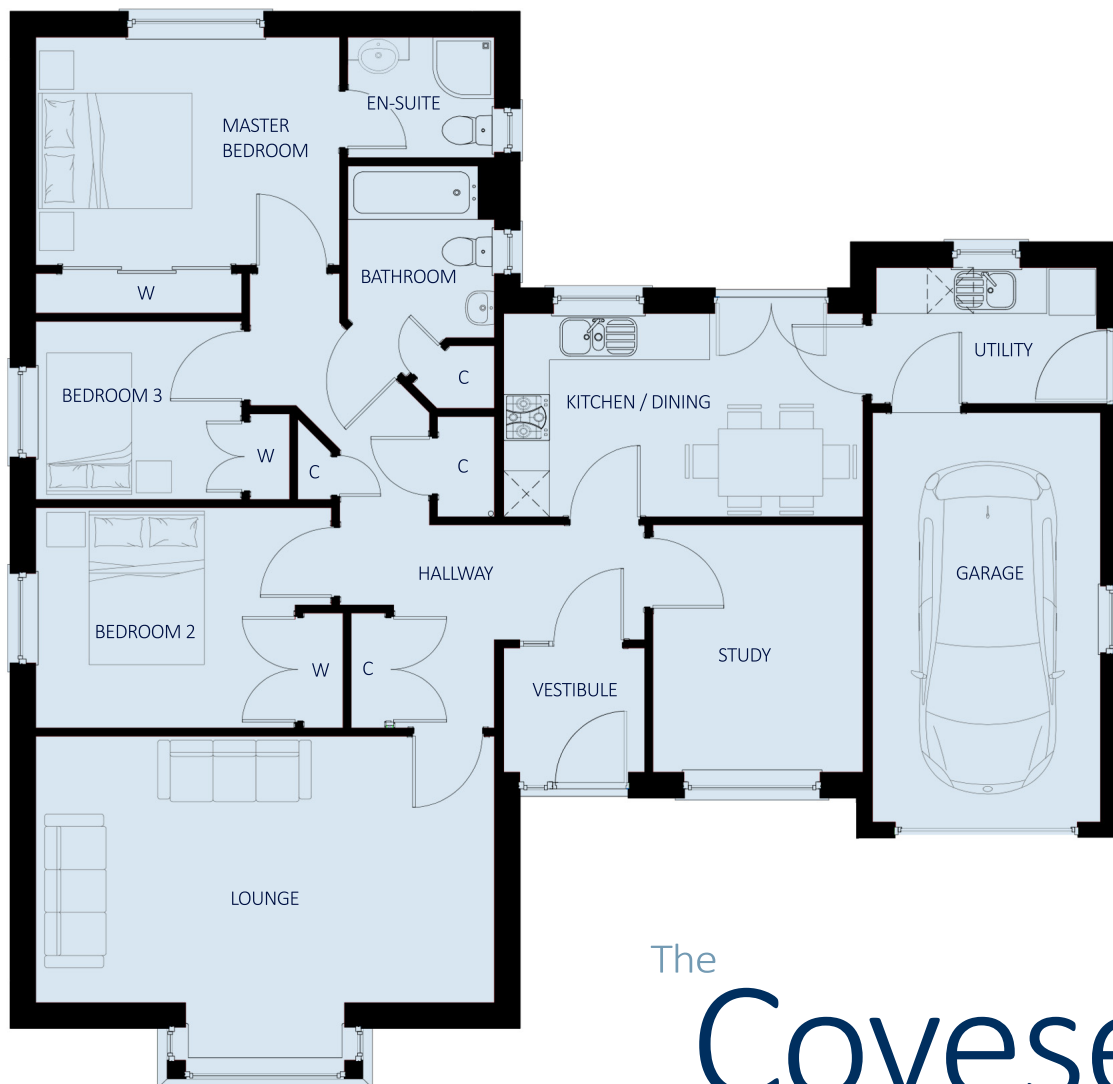 EN-SUITE
MASTER
BEDROOM
BATHROOM
W
UTILITY
BEDROOM 3
KITCHEN / DINING
C
W
C
C
HALLWAY
GARAGE
BEDROOM 2
STUDY
W
C
VESTIBULE
LOUNGE
The
Covese